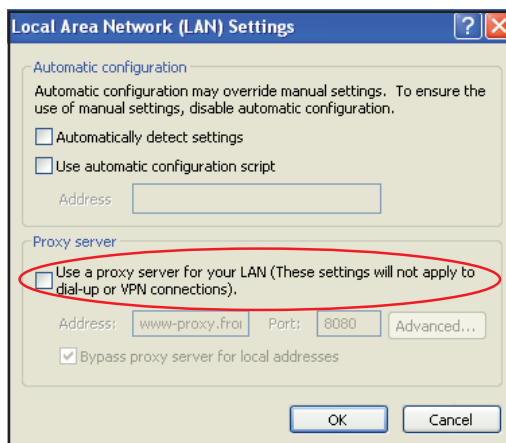 Local Area Network (LAN) Settings
Automatic configuration
Automatic configuration may override manual settings. To ensure the
use of manual settings, disable automatic configuration.
Automatically detect settings
Use automatic configuration script
Address
Proxy server
Use a proxy server for your LAN (These settings will not apply to
dial-up or VPN connections).
Address: www-proxy.fron Port: 8080 Advanced...
Bypass proxy server for local addresses
OK Cancel